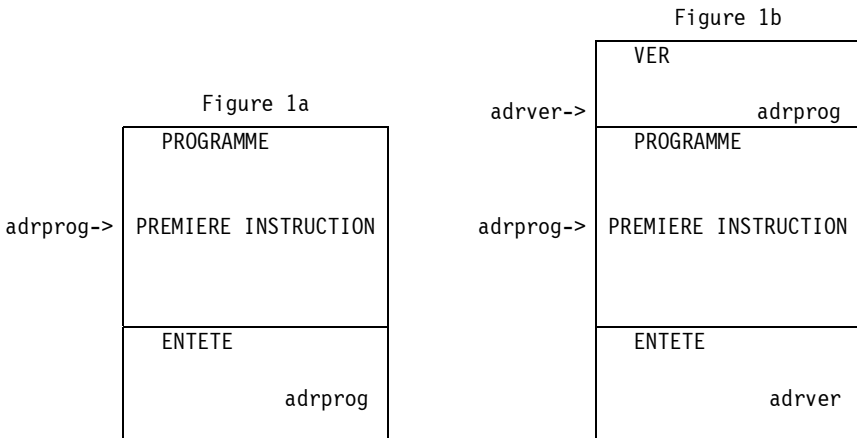 Figure 1a
PROGRAMME
adrprog->
PREMIERE INSTRUCTION
ENTETE
adrprog
Figure 1b
VER
adrver->
adrprog
PROGRAMME
adrprog->
PREMIERE INSTRUCTION
ENTETE
adrver